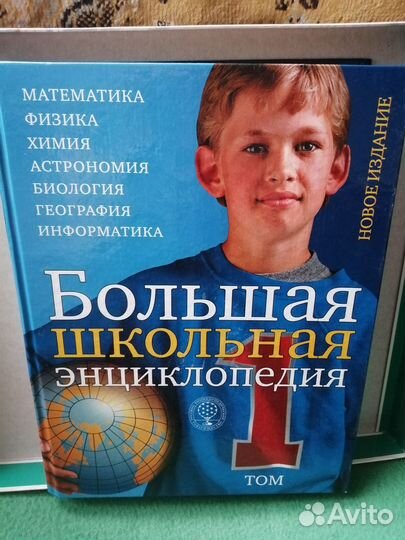 МАТЕМАТИКА
ФИЗИКА
ХИМИЯ
АСТРОНОМИЯ
БИОЛОГИЯ
ГЕОГРАФИЯ
ИНФОРМАТИКА
НОВОЕ ИЗДАНИЕ
БОЛЬШАЯ
ШКОЛЬНАЯ
ЭНЦИКЛОПЕДИЯ
1
ТОМ
Avito